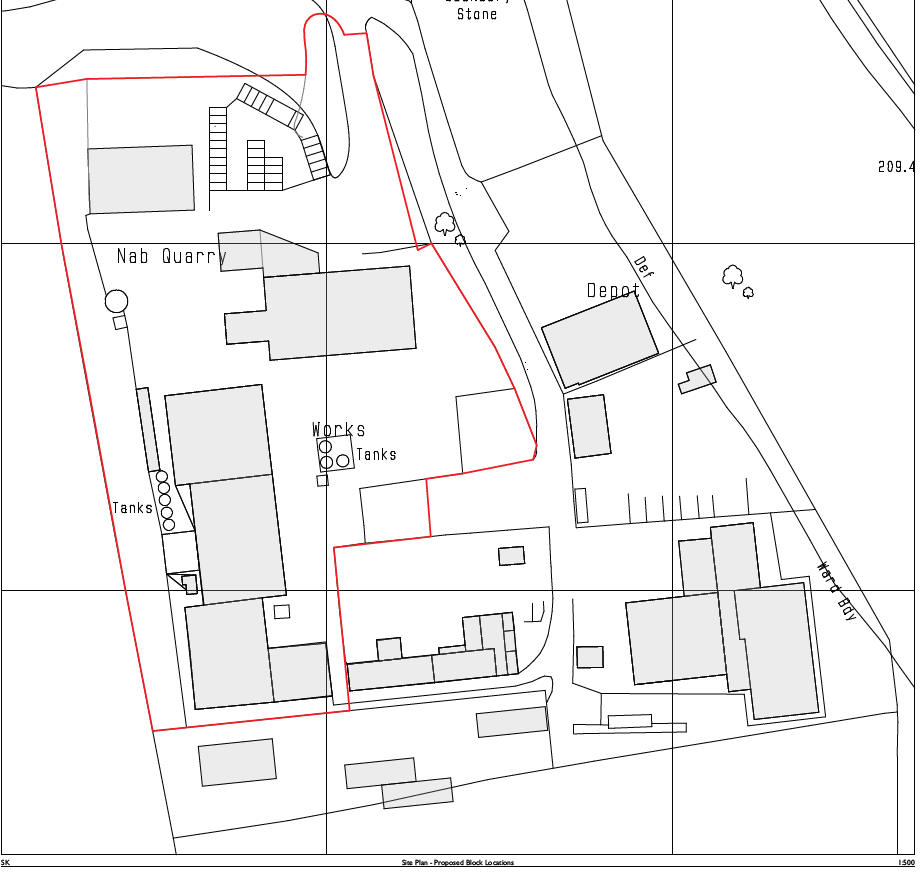 Stone
209.4
Nab Quarry
Def
Depot
Works
Tanks
Tanks
Ward Bdy
SK
Site Plan - Proposed Block Locations
1:500